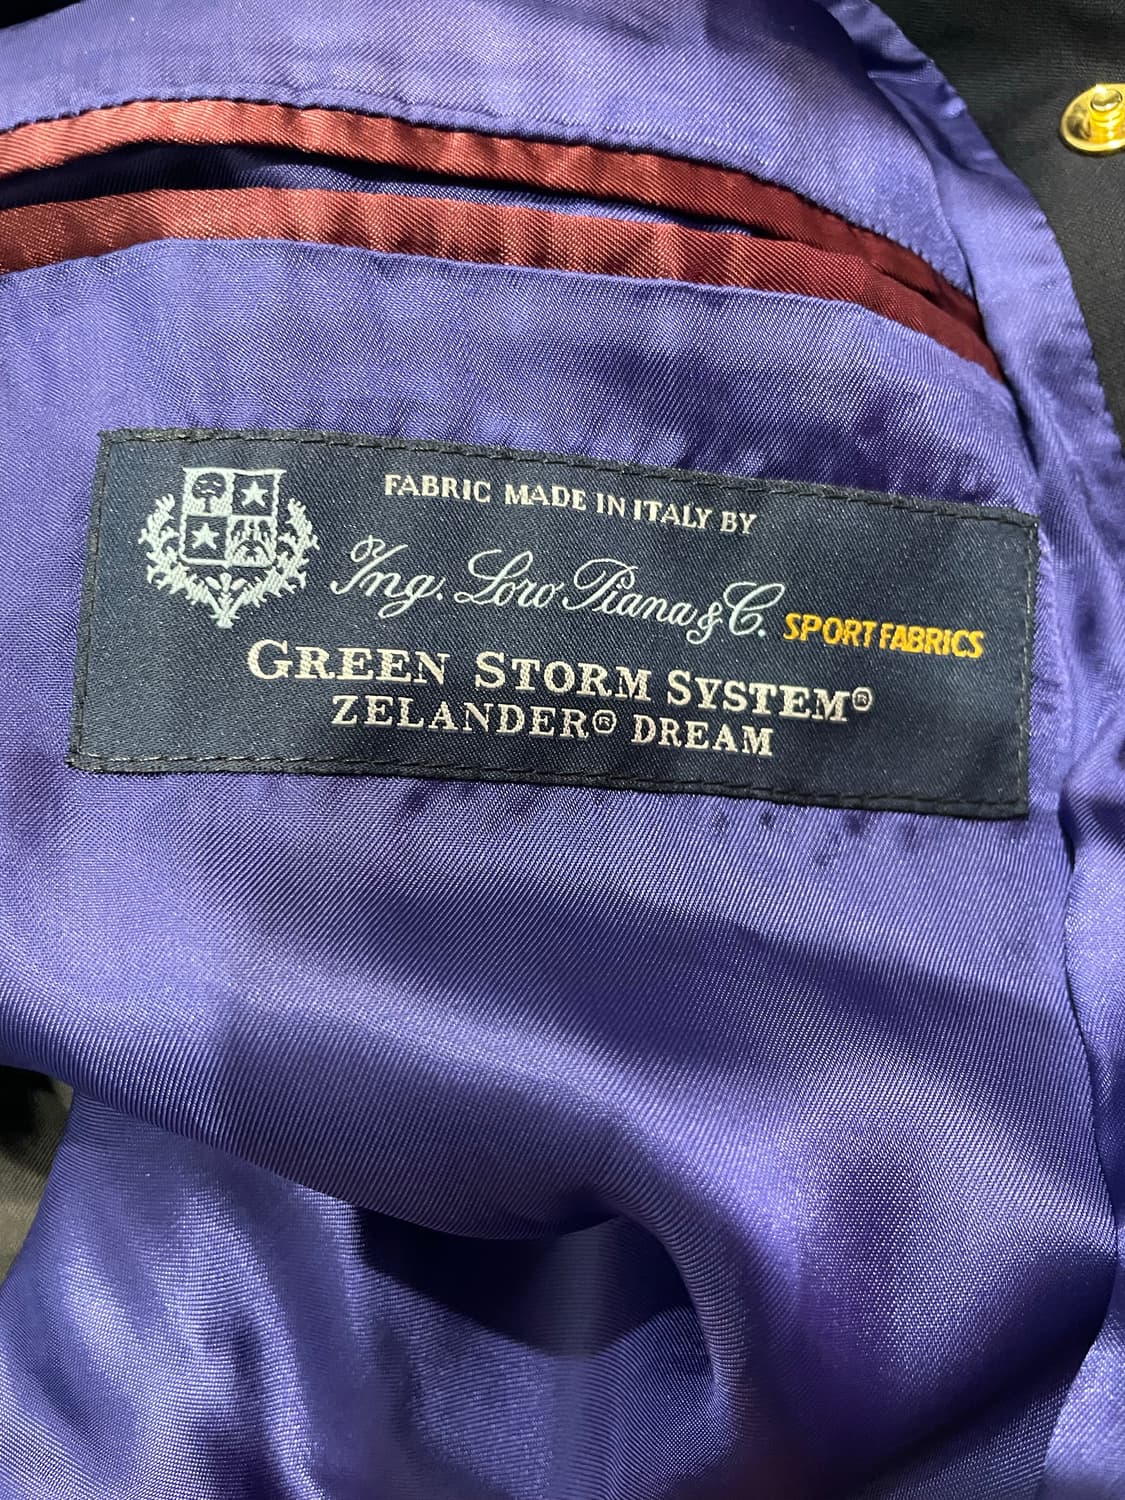 FABRIC MADE IN ITALY BY
Ing. Loro Piana & C. SPORT FABRICS
GREEN STORM SYSTEM®
ZELANDER® DREAM